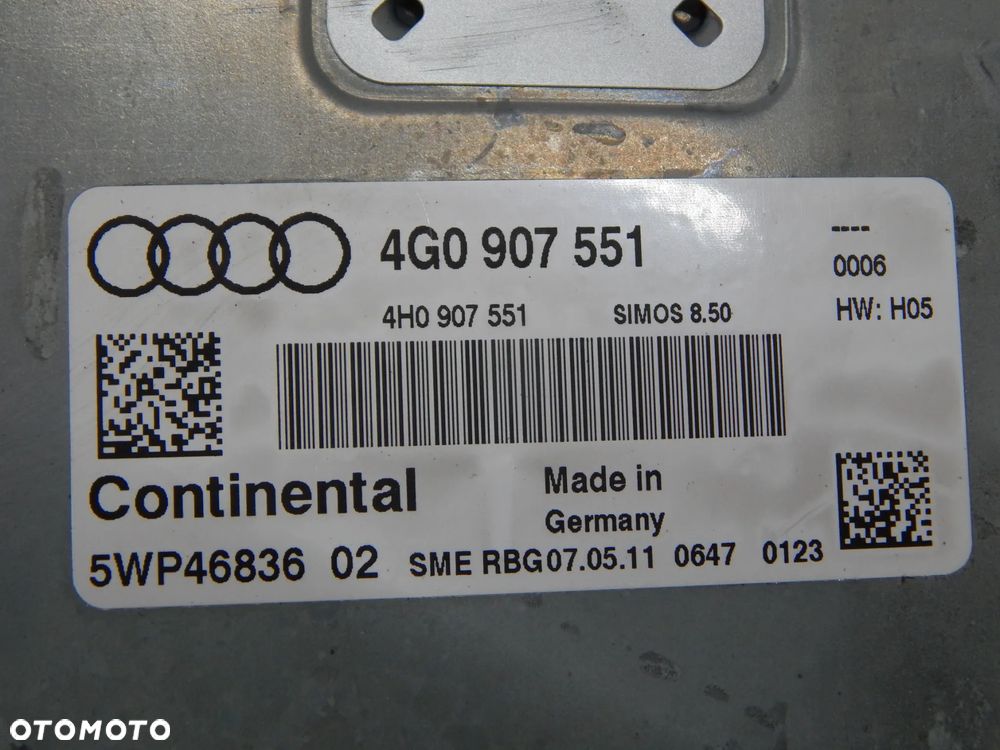 4G0 907 551
----
0006
4H0 907 551 SIMOS 8.50
HW: H05
Continental
Made in
Germany
5WP46836 02 SME RBG07.05.11 0647 0123
OTOMOTO